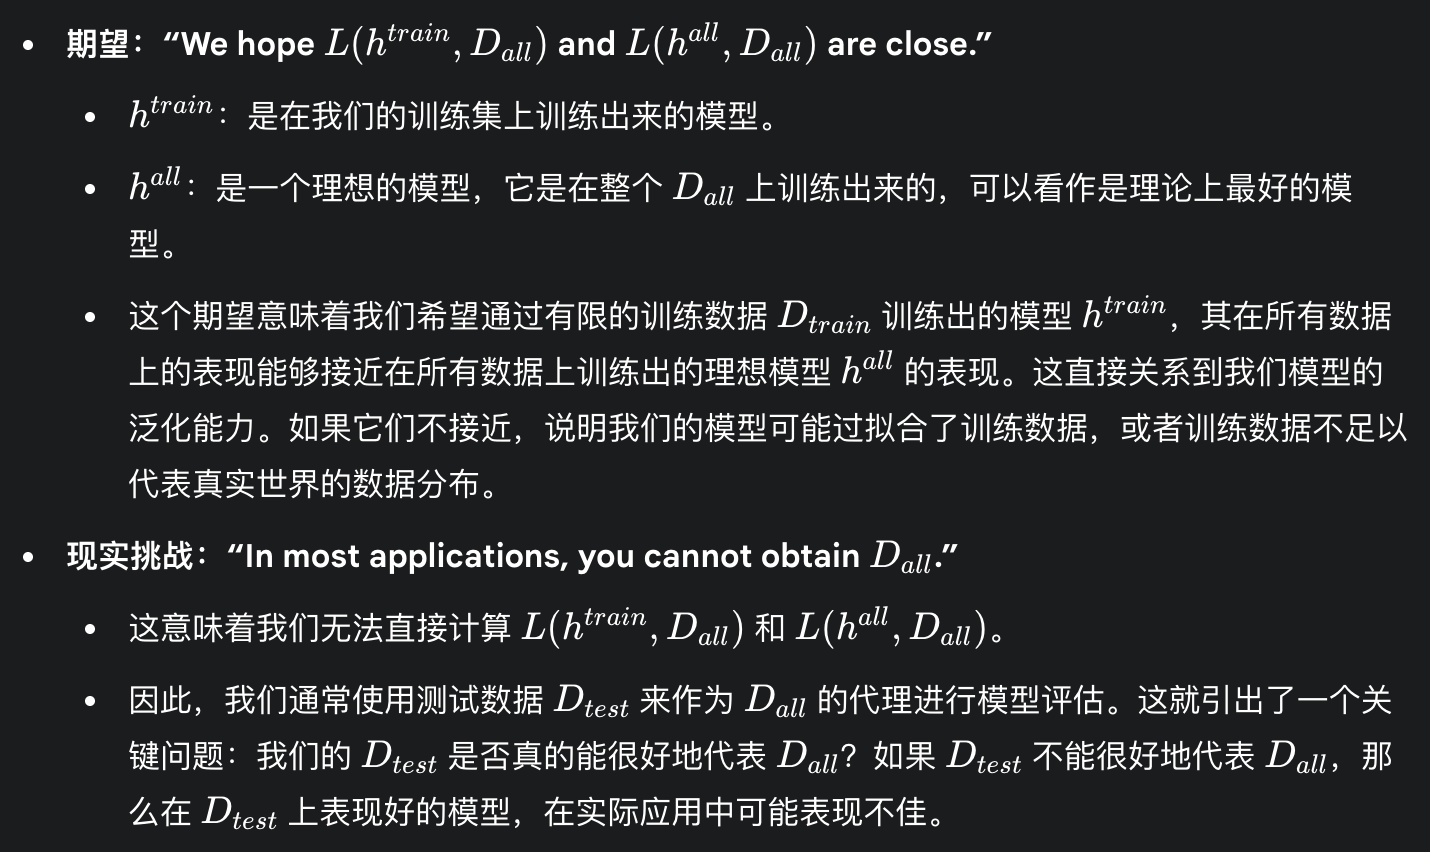 • 期望：“We hope L(h^{train}, D_{all}) and L(h^{all}, D_{all}) are close.”
• h^{train}：是在我们的训练集上训练出来的模型。
• h^{all}：是一个理想的模型，它是在整个 D_{all} 上训练出来的，可以看作是理论上最好的模
型。
• 这个期望意味着我们希望通过有限的训练数据 D_{train} 训练出的模型 h^{train}，其在所有数据
上的表现能够接近在所有数据上训练出的理想模型 h^{all} 的表现。这直接关系到我们模型的
泛化能力。如果它们不接近，说明我们的模型可能过拟合了训练数据，或者训练数据不足以
代表真实世界的数据分布。
• 现实挑战：“In most applications, you cannot obtain D_{all}.”
• 这意味着我们无法直接计算 L(h^{train}, D_{all}) 和 L(h^{all}, D_{all})。
• 因此，我们通常使用测试数据 D_{test} 来作为 D_{all} 的代理进行模型评估。这就引出了一个关
键问题：我们的 D_{test} 是否真的能很好地代表 D_{all}？如果 D_{test} 不能很好地代表 D_{all}，那
么在 D_{test} 上表现好的模型，在实际应用中可能表现不佳。